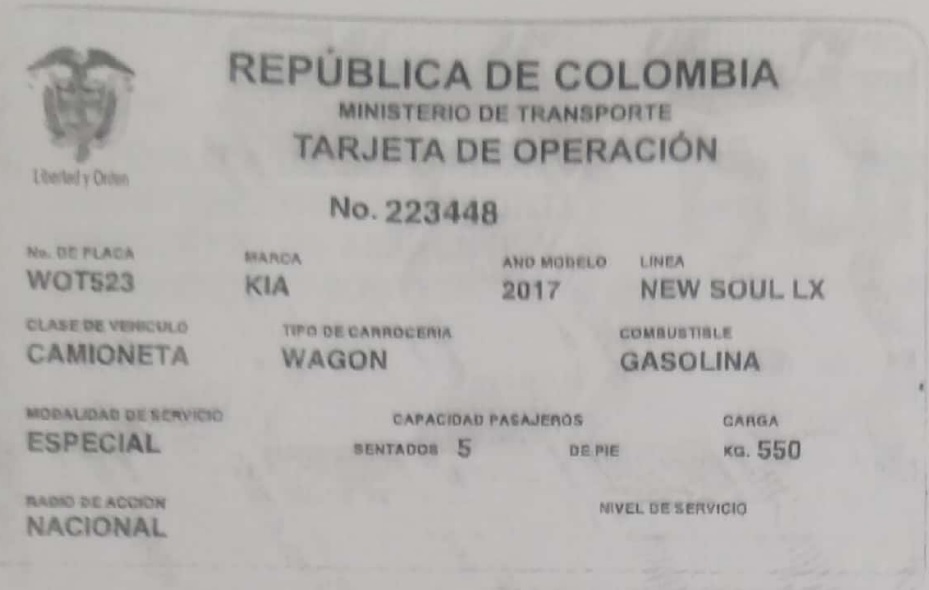 REPÚBLICA DE COLOMBIA
MINISTERIO DE TRANSPORTE
TARJETA DE OPERACIÓN
Libertad y Orden
No. 223448
No. DE PLACA MARCA ANO MODELO LINEA
WOT523 KIA 2017 NEW SOUL LX
CLASE DE VEHICULO TIPO DE CARROCERIA COMBUSTIBLE
CAMIONETA WAGON GASOLINA
MODALIDAD DE SERVICIO CAPACIDAD PASAJEROS CARGA
ESPECIAL SENTADOS 5 DE PIE KG. 550
RADIO DE ACCION NIVEL DE SERVICIO
NACIONAL